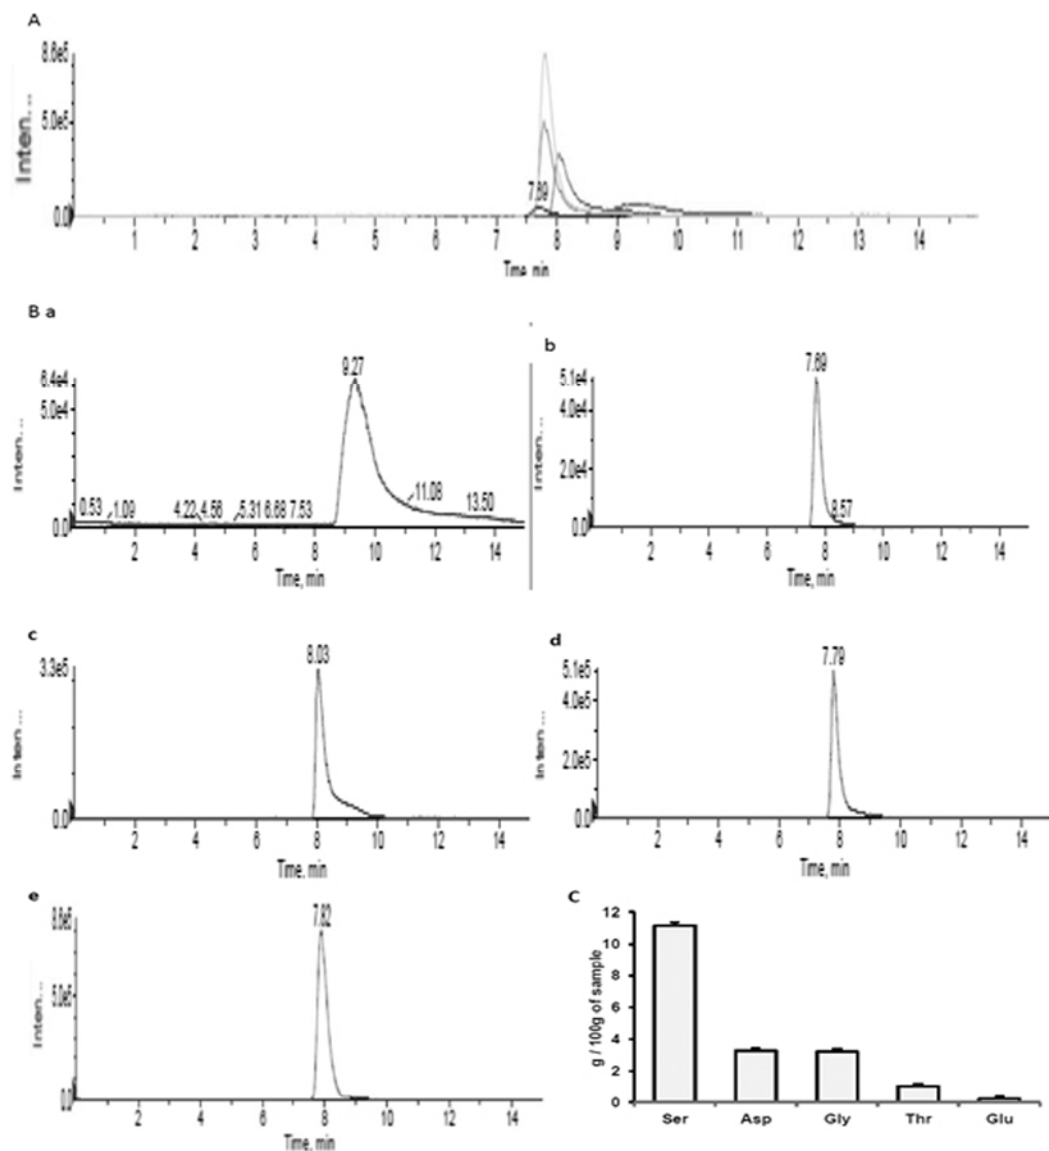 A
8.6e5
5.0e5
0.0
Inten...
7.69
1 2 3 4 5 6 7 8 9 10 11 12 13 14
Time, min
B a
6.4e4
5.0e4
0.0
Inten...
9.27
0.53 1.09 4.22 4.56 5.31 6.68 7.53 11.08 13.50
2 4 6 8 10 12 14
Time, min
b
5.1e4
4.0e4
2.0e4
0.0
Inten...
7.69
8.57
2 4 6 8 10 12 14
Time, min
c
3.3e5
0.0
Inten...
8.03
2 4 6 8 10 12 14
Time, min
d
5.1e5
4.0e5
2.0e5
0.0
Inten...
7.79
2 4 6 8 10 12 14
Time, min
e
8.6e5
5.0e5
0.0
Inten...
7.82
2 4 6 8 10 12 14
Time, min
C
g / 100g of sample
12
10
8
6
4
2
0
Ser Asp Gly Thr Glu